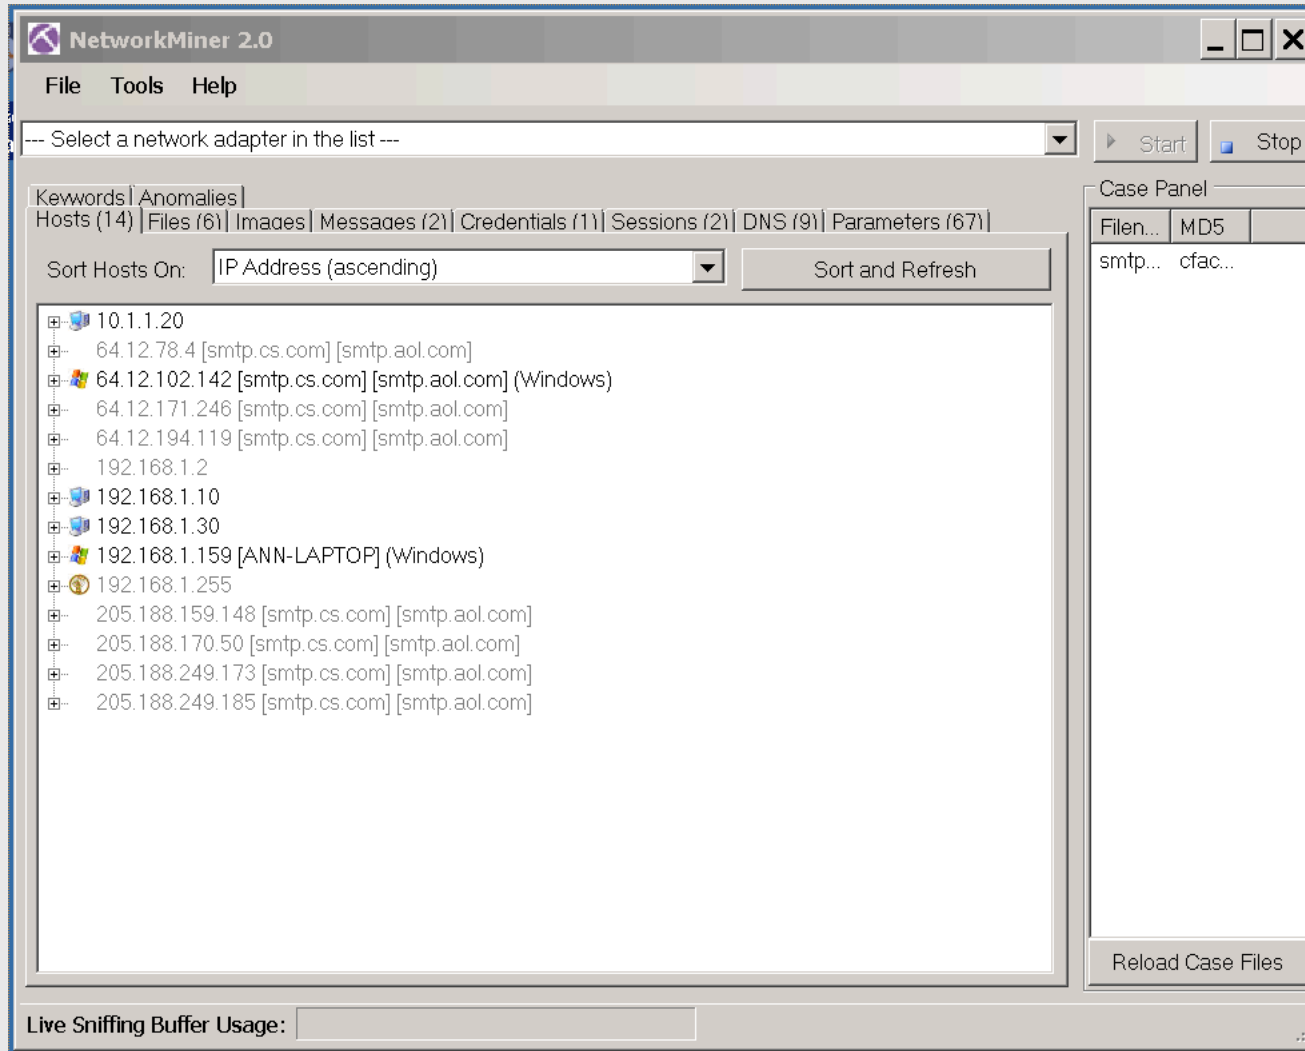 NetworkMiner 2.0
File Tools Help
--- Select a network adapter in the list ---
Start
Stop
Keywords Anomalies
Hosts (14) Files (6) Images Messages (2) Credentials (1) Sessions (2) DNS (9) Parameters (67)
Sort Hosts On: IP Address (ascending) Sort and Refresh
10.1.1.20
64.12.78.4 [smtp.cs.com] [smtp.aol.com]
64.12.102.142 [smtp.cs.com] [smtp.aol.com] (Windows)
64.12.171.246 [smtp.cs.com] [smtp.aol.com]
64.12.194.119 [smtp.cs.com] [smtp.aol.com]
192.168.1.2
192.168.1.10
192.168.1.30
192.168.1.159 [ANN-LAPTOP] (Windows)
192.168.1.255
205.188.159.148 [smtp.cs.com] [smtp.aol.com]
205.188.170.50 [smtp.cs.com] [smtp.aol.com]
205.188.249.173 [smtp.cs.com] [smtp.aol.com]
205.188.249.185 [smtp.cs.com] [smtp.aol.com]
Case Panel
Filen... MD5
smtp... cfac...
Reload Case Files
Live Sniffing Buffer Usage: